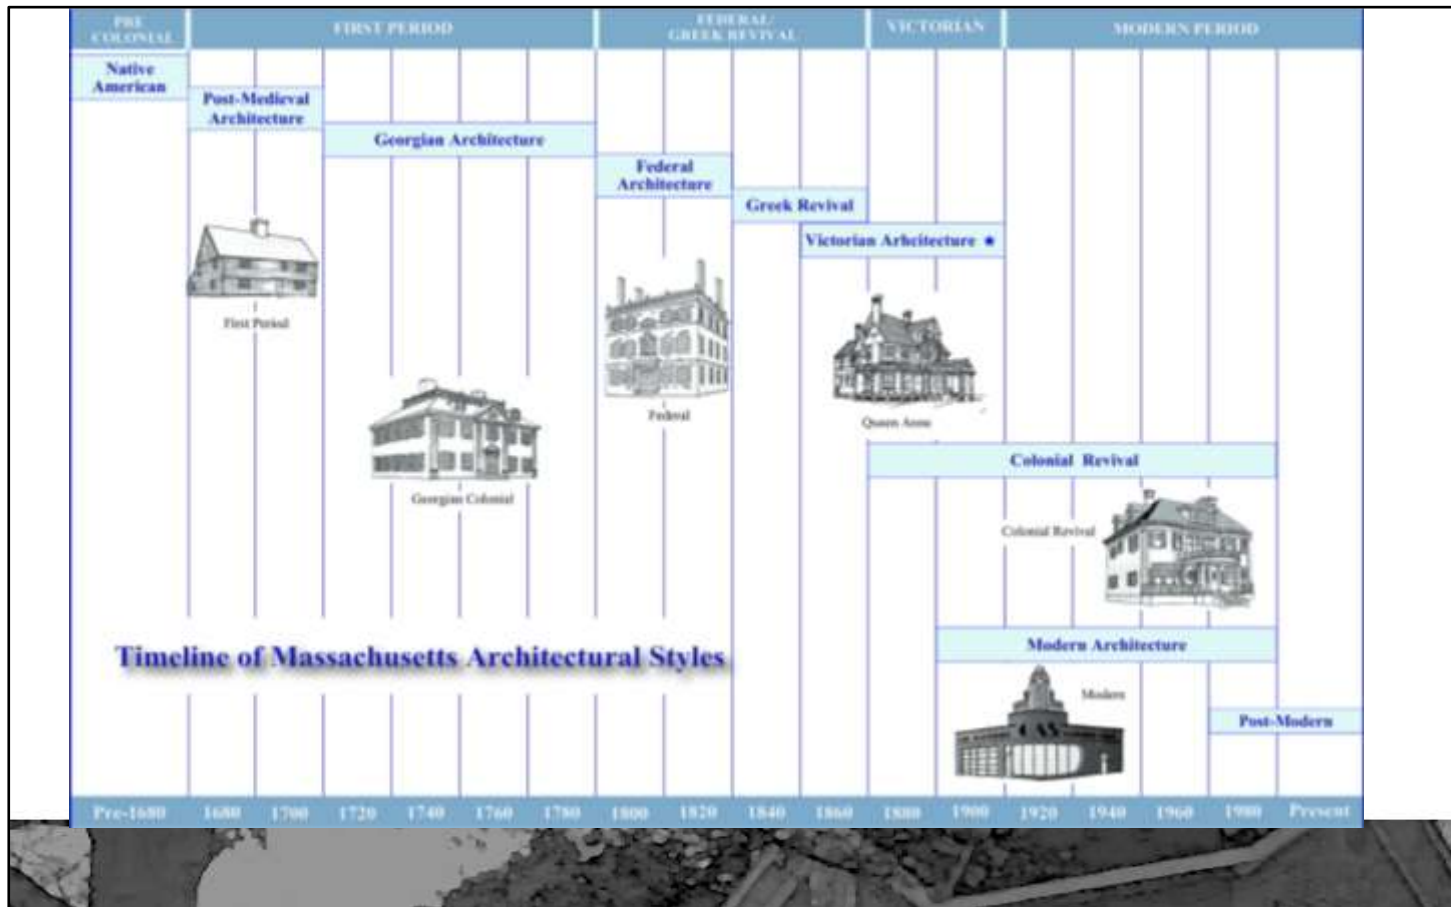 PRE
COLONIAL
FIRST PERIOD
FEDERAL/
GREEK REVIVAL
VICTORIAN
MODERN PERIOD
Native
American
Post-Medieval
Architecture
Georgian Architecture
Federal
Architecture
Greek Revival
Victorian Arhcitecture ★
First Period
Federal
Queen Anne
Georgian Colonial
Colonial Revival
Colonial Revival
Timeline of Massachusetts Architectural Styles
Modern Architecture
Modern
Post-Modern
Pre-1680 1680 1700 1720 1740 1760 1780 1800 1820 1840 1860 1880 1900 1920 1940 1960 1980 Present